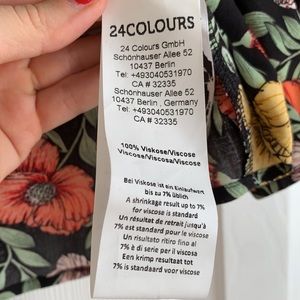 24COLOURS
24 Colours GmbH
Schönhauser Allee 52
10437 Berlin
Tel: +493040531970
CA # 32335
Schönhauser Allee 52
10437 Berlin , Germany
Tel: +493040531970
CA # 32335
100% Viskose/Viscose
Viscose/Viscosa/Viscose
Bei Viskose ist ein Einlaufwert
bis zu 7% üblich
A shrinkage result up to 7%
for viscose is standard
Un résultat de retrait jusqu'à
7% est standard pour le viscose
Un risultato ritiro fino al
7% è di serie per il viscose
Een krimp resultaat tot
7% is standaard voor viscose